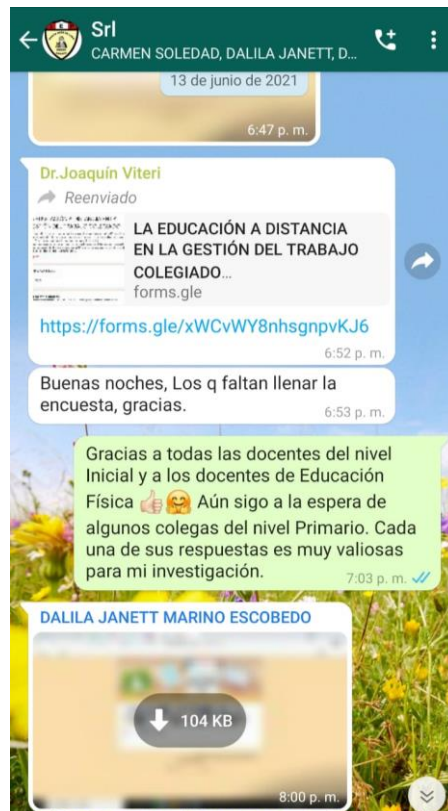 Srl
CARMEN SOLEDAD, DALILA JANETT, D...
13 de junio de 2021
6:47 p. m.
Dr.Joaquín Viteri
Reenviado
LA EDUCACIÓN A DISTANCIA
EN LA GESTIÓN DEL TRABAJO
COLEGIADO...
forms.gle
https://forms.gle/xWCvWY8nhsgnpvKJ6
6:52 p. m.
Buenas noches, Los q faltan llenar la
encuesta, gracias.
6:53 p. m.
Gracias a todas las docentes del nivel
Inicial y a los docentes de Educación
Física 👍🏻🤗 Aún sigo a la espera de
algunos colegas del nivel Primario. Cada
una de sus respuestas es muy valiosas
para mi investigación.
7:03 p. m.
DALILA JANETT MARINO ESCOBEDO
104 KB
8:00 p. m.